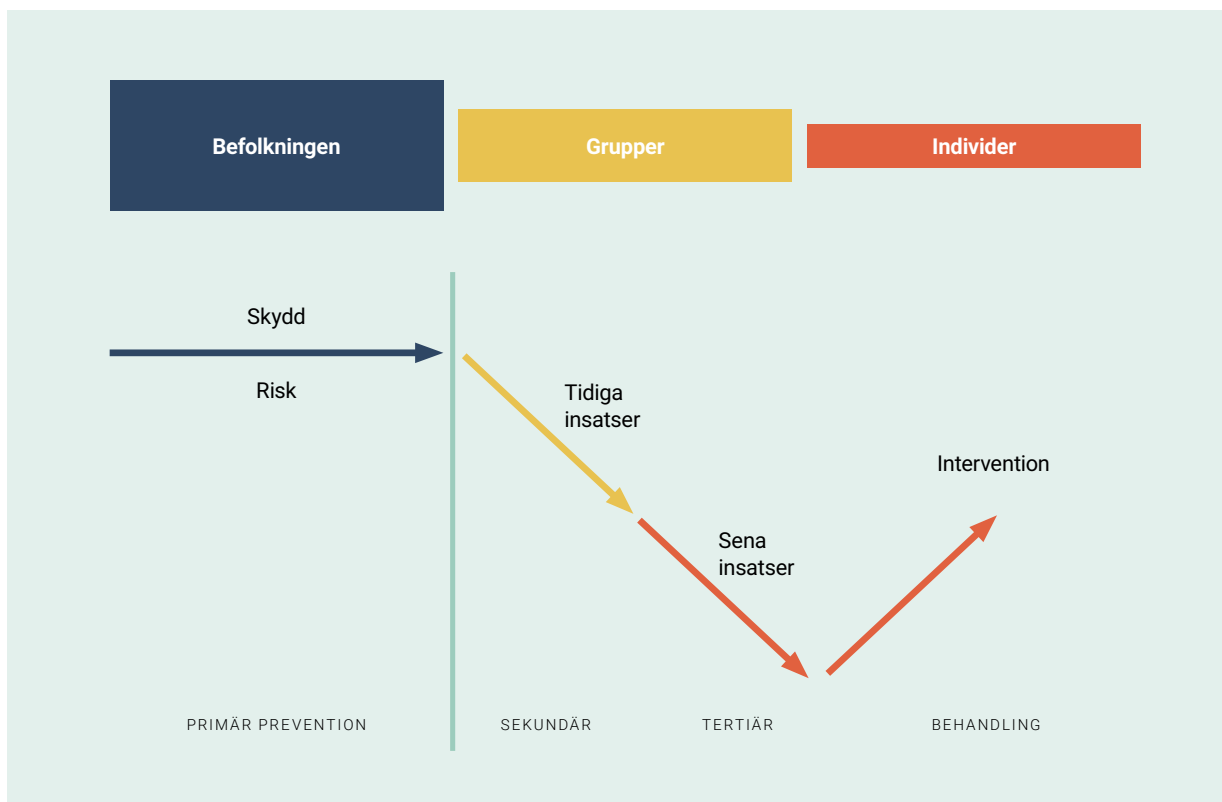 Befolkningen
Grupper
Individer
Skydd
Risk
Tidiga
insatser
Sena
insatser
Intervention
PRIMÄR PREVENTION
SEKUNDÄR
TERTIÄR
BEHANDLING